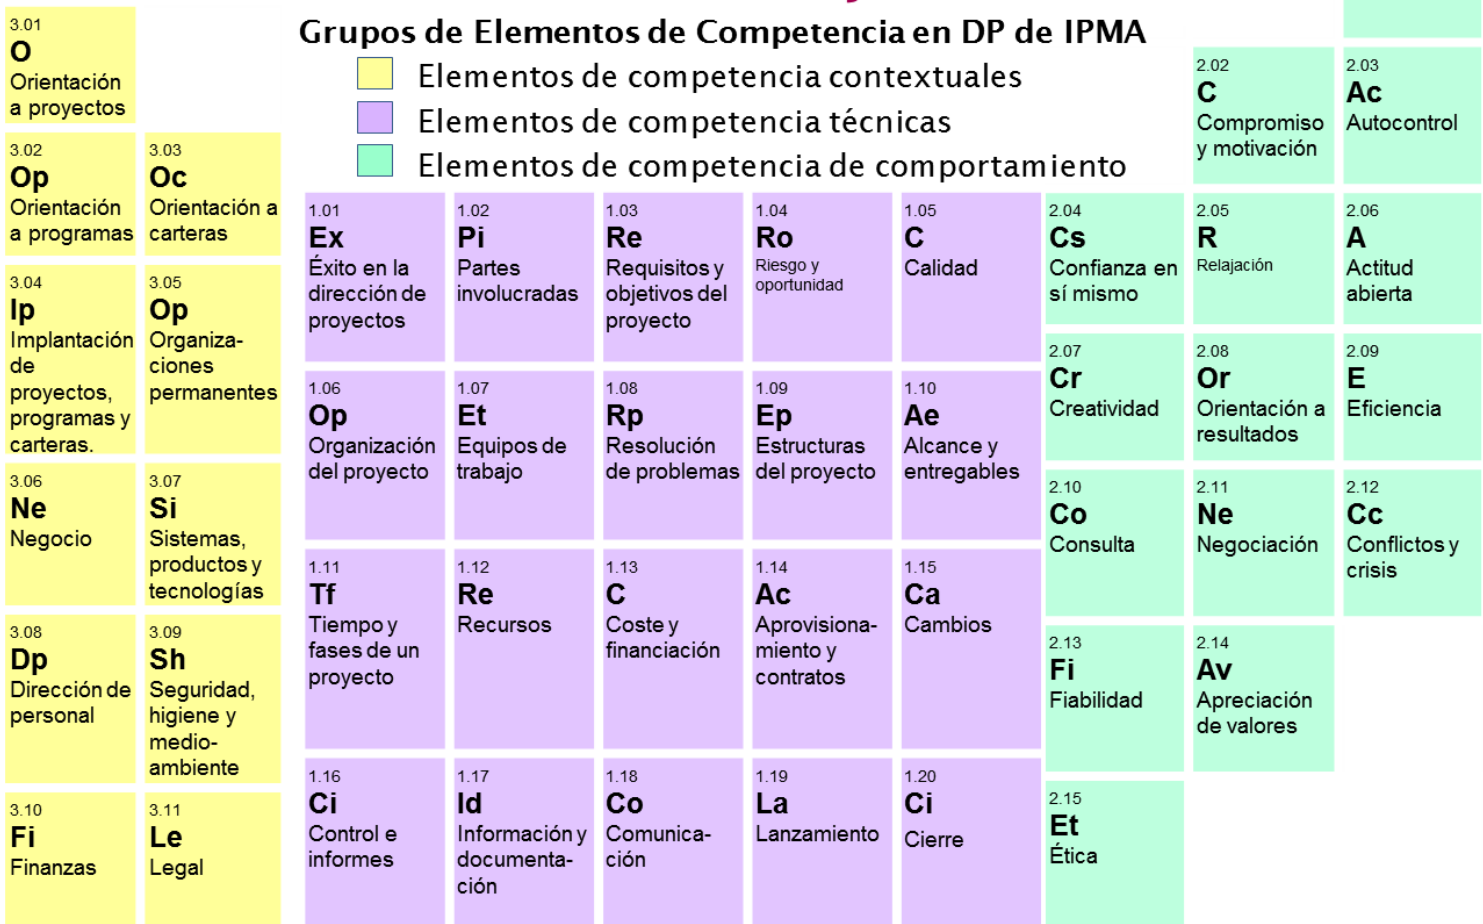 Grupos de Elementos de Competencia en DP de IPMA
Elementos de competencia contextuales
Elementos de competencia técnicas
Elementos de competencia de comportamiento
3.01
O
Orientación
a proyectos
3.02
Op
Orientación
a programas
3.03
Oc
Orientación a
carteras
3.04
Ip
Implantación
de
proyectos,
programas y
carteras.
3.05
Op
Organiza-
ciones
permanentes
3.06
Ne
Negocio
3.07
Si
Sistemas,
productos y
tecnologías
3.08
Dp
Dirección de
personal
3.09
Sh
Seguridad,
higiene y
medio-
ambiente
3.10
Fi
Finanzas
3.11
Le
Legal
1.01
Ex
Éxito en la
dirección de
proyectos
1.02
Pi
Partes
involucradas
1.03
Re
Requisitos y
objetivos del
proyecto
1.04
Ro
Riesgo y
oportunidad
1.05
C
Calidad
1.06
Op
Organización
del proyecto
1.07
Et
Equipos de
trabajo
1.08
Rp
Resolución
de problemas
1.09
Ep
Estructuras
del proyecto
1.10
Ae
Alcance y
entregables
1.11
Tf
Tiempo y
fases de un
proyecto
1.12
Re
Recursos
1.13
C
Coste y
financiación
1.14
Ac
Aprovisiona-
miento y
contratos
1.15
Ca
Cambios
1.16
Ci
Control e
informes
1.17
Id
Información y
documenta-
ción
1.18
Co
Comunica-
ción
1.19
La
Lanzamiento
1.20
Ci
Cierre
2.02
C
Compromiso
y motivación
2.03
Ac
Autocontrol
2.04
Cs
Confianza en
sí mismo
2.05
R
Relajación
2.06
A
Actitud
abierta
2.07
Cr
Creatividad
2.08
Or
Orientación a
resultados
2.09
E
Eficiencia
2.10
Co
Consulta
2.11
Ne
Negociación
2.12
Cc
Conflictos y
crisis
2.13
Fi
Fiabilidad
2.14
Av
Apreciación
de valores
2.15
Et
Ética